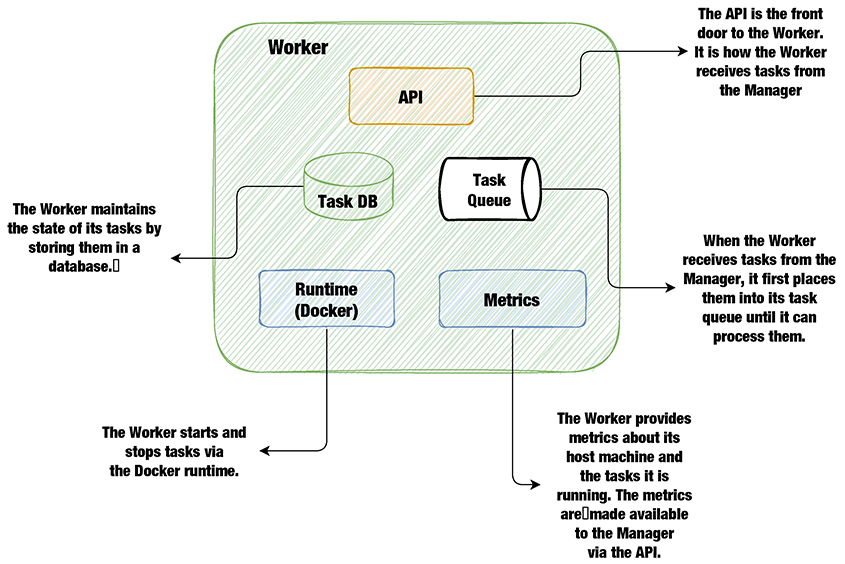 Worker
API
The API is the front
door to the Worker.
It is how the Worker
receives tasks from
the Manager
Task DB
Task
Queue
The Worker maintains
the state of its tasks by
storing them in a
database.▯
When the Worker
receives tasks from the
Manager, it first places
them into its task
queue until it can
process them.
Runtime
(Docker)
Metrics
The Worker starts and
stops tasks via
the Docker runtime.
The Worker provides
metrics about its
host machine and
the tasks it is
running. The metrics
are▯made available
to the Manager
via the API.